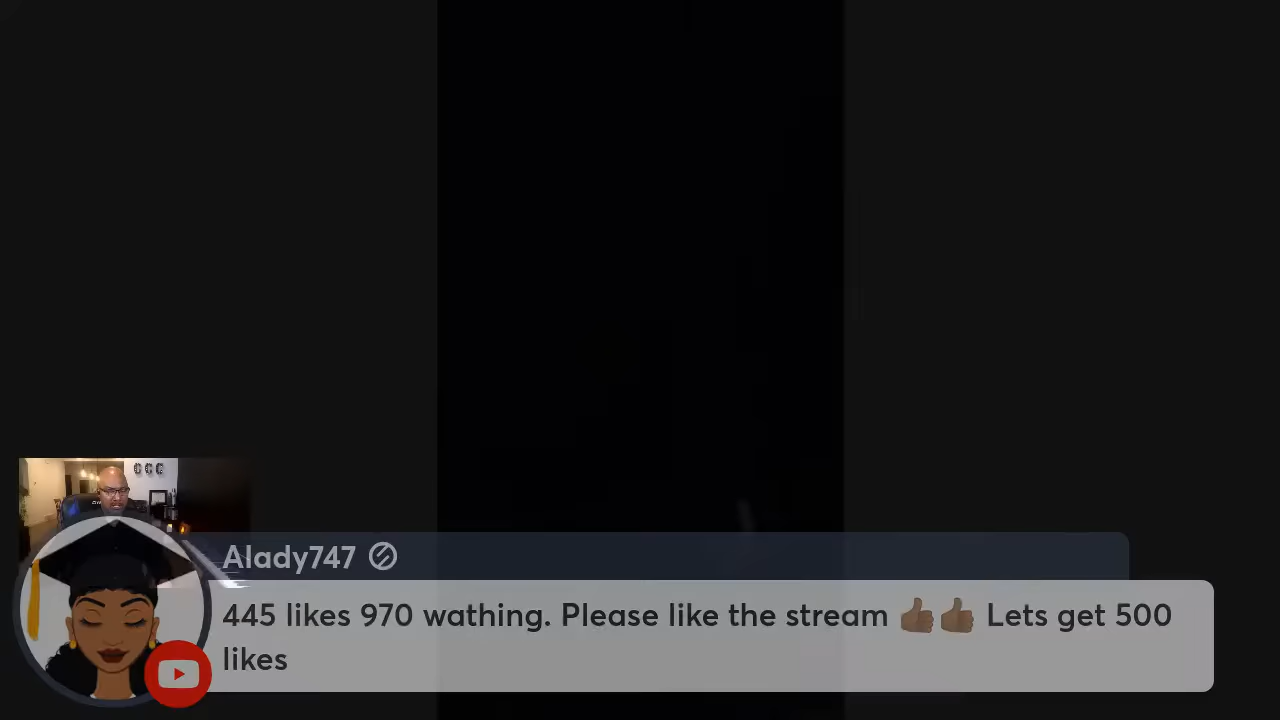 Alady747
445 likes 970 wathing. Please like the stream 👍🏾👍🏾 Lets get 500
likes